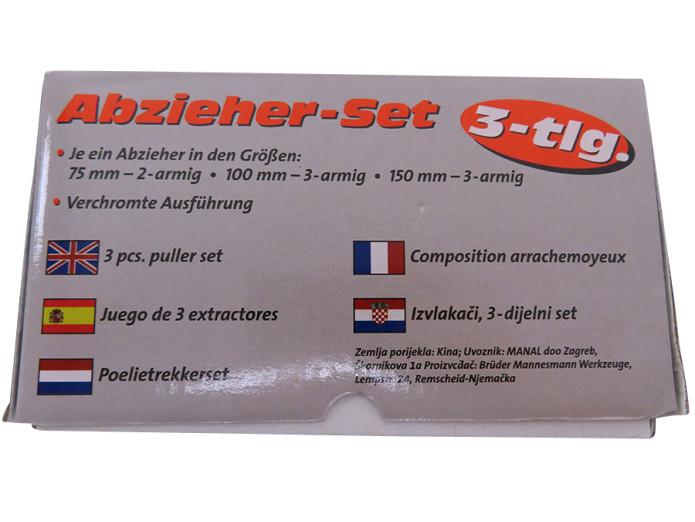 Abzieher-Set
3-tlg.
• Je ein Abzieher in den Größen:
75 mm – 2-armig • 100 mm – 3-armig • 150 mm – 3-armig
• Verchromte Ausführung
3 pcs. puller set
Juego de 3 extractores
Poelietrekkerset
Composition arrachemoyeux
Izvlakači, 3-dijelni set
Zemlja porijekla: Kina; Uvoznik: MANAL doo Zagreb,
Škornikova 1a Proizvcăač: Brüder Mannesmann Werkzeuge,
Lempstr. 24, Remscheid-Njemačka